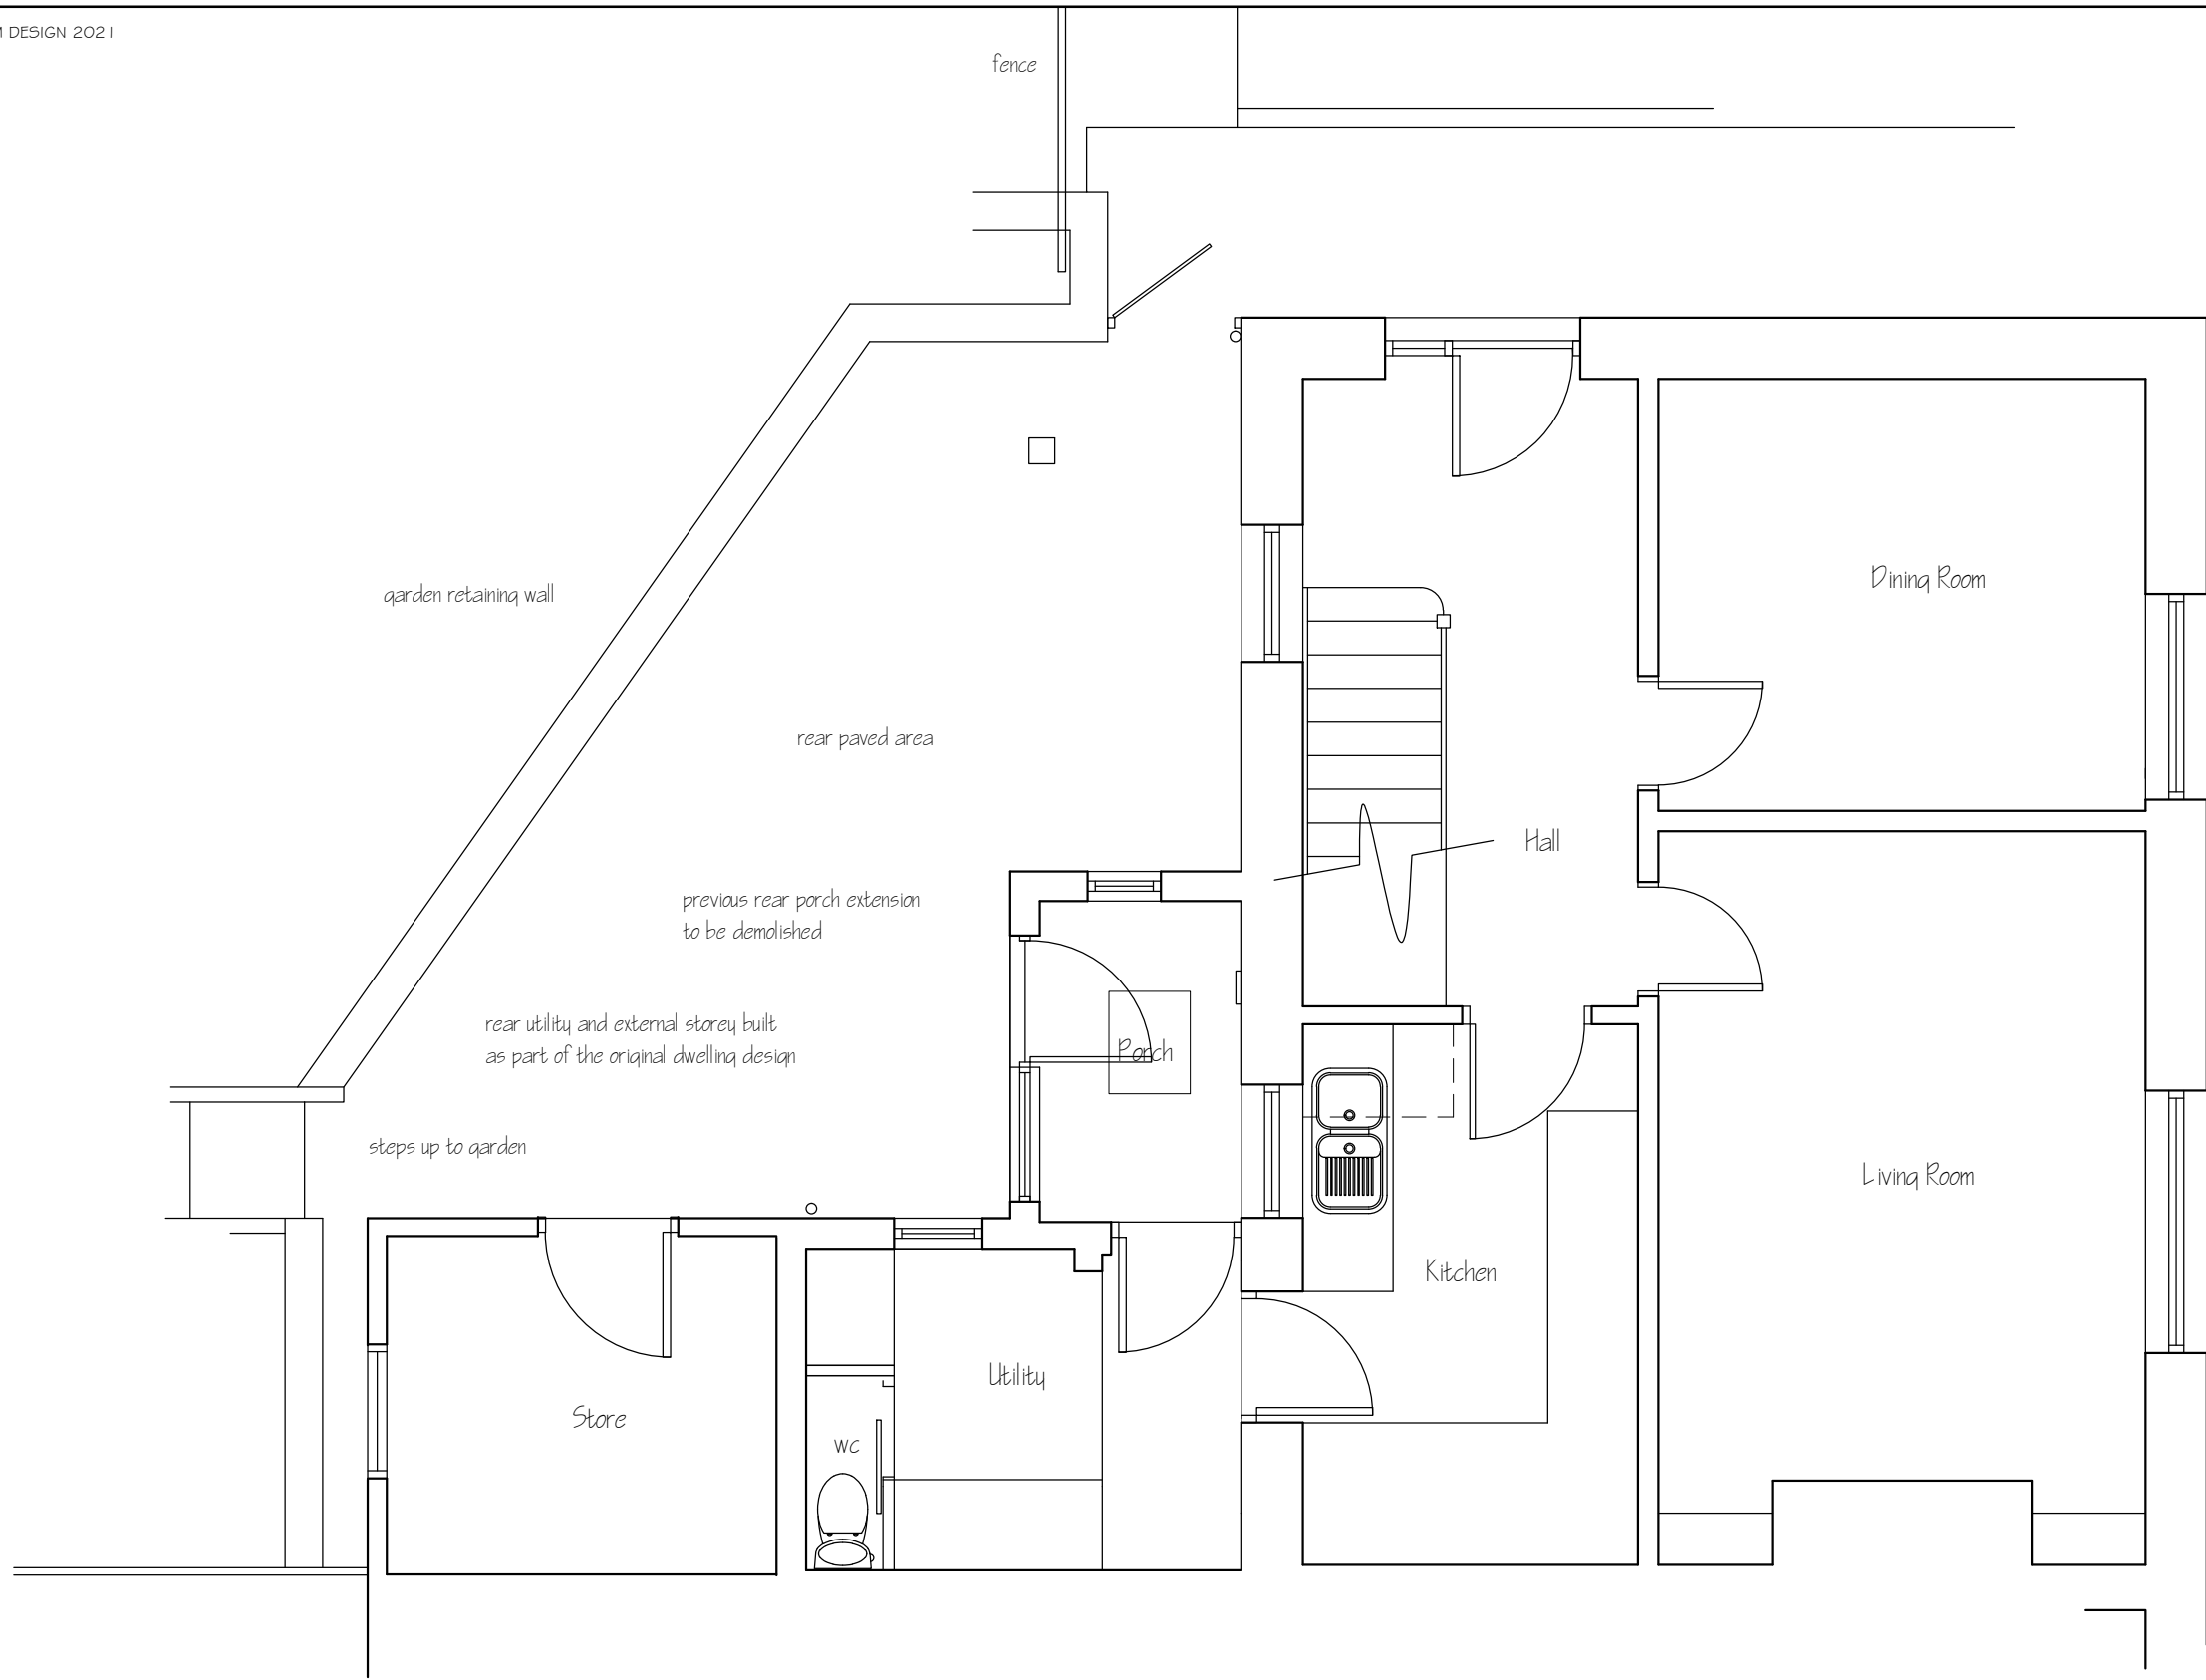 DESIGN 2021
fence
garden retaining wall
Dining Room
rear paved area
Hall
previous rear porch extension
to be demolished
rear utility and external storey built
as part of the original dwelling design
Porch
steps up to garden
Living Room
Kitchen
Utility
Store
WC